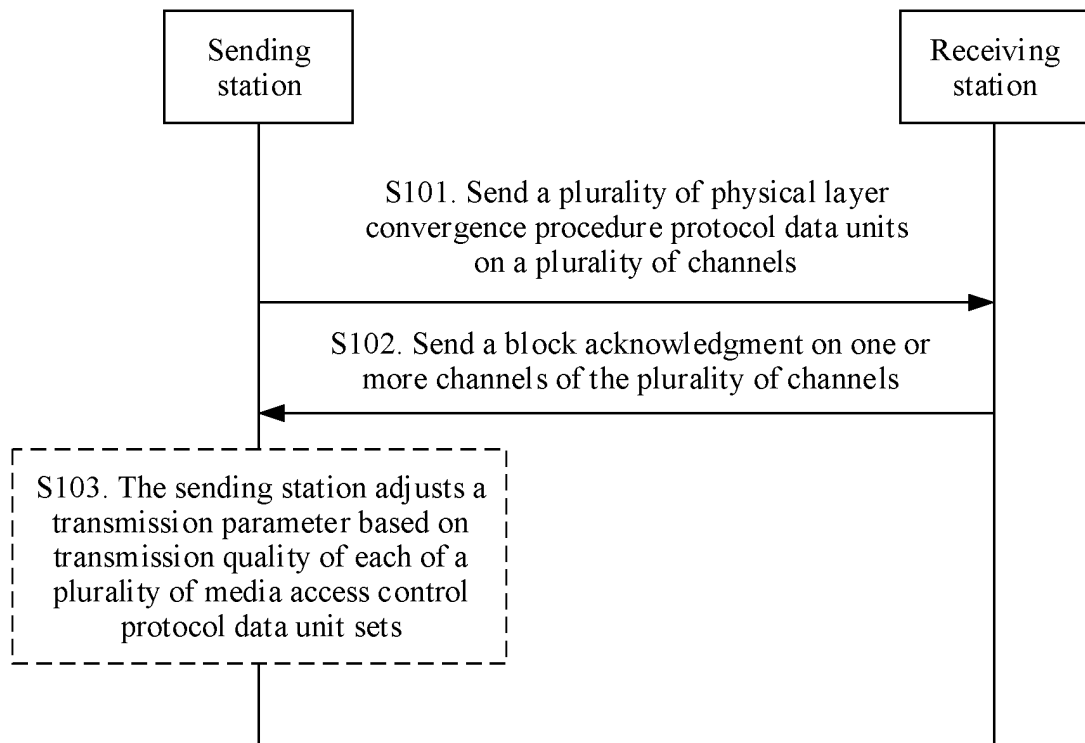 Sending
station
Receiving
station
S101. Send a plurality of physical layer
convergence procedure protocol data units
on a plurality of channels
S102. Send a block acknowledgment on one or
more channels of the plurality of channels
S103. The sending station adjusts a
transmission parameter based on
transmission quality of each of a
plurality of media access control
protocol data unit sets